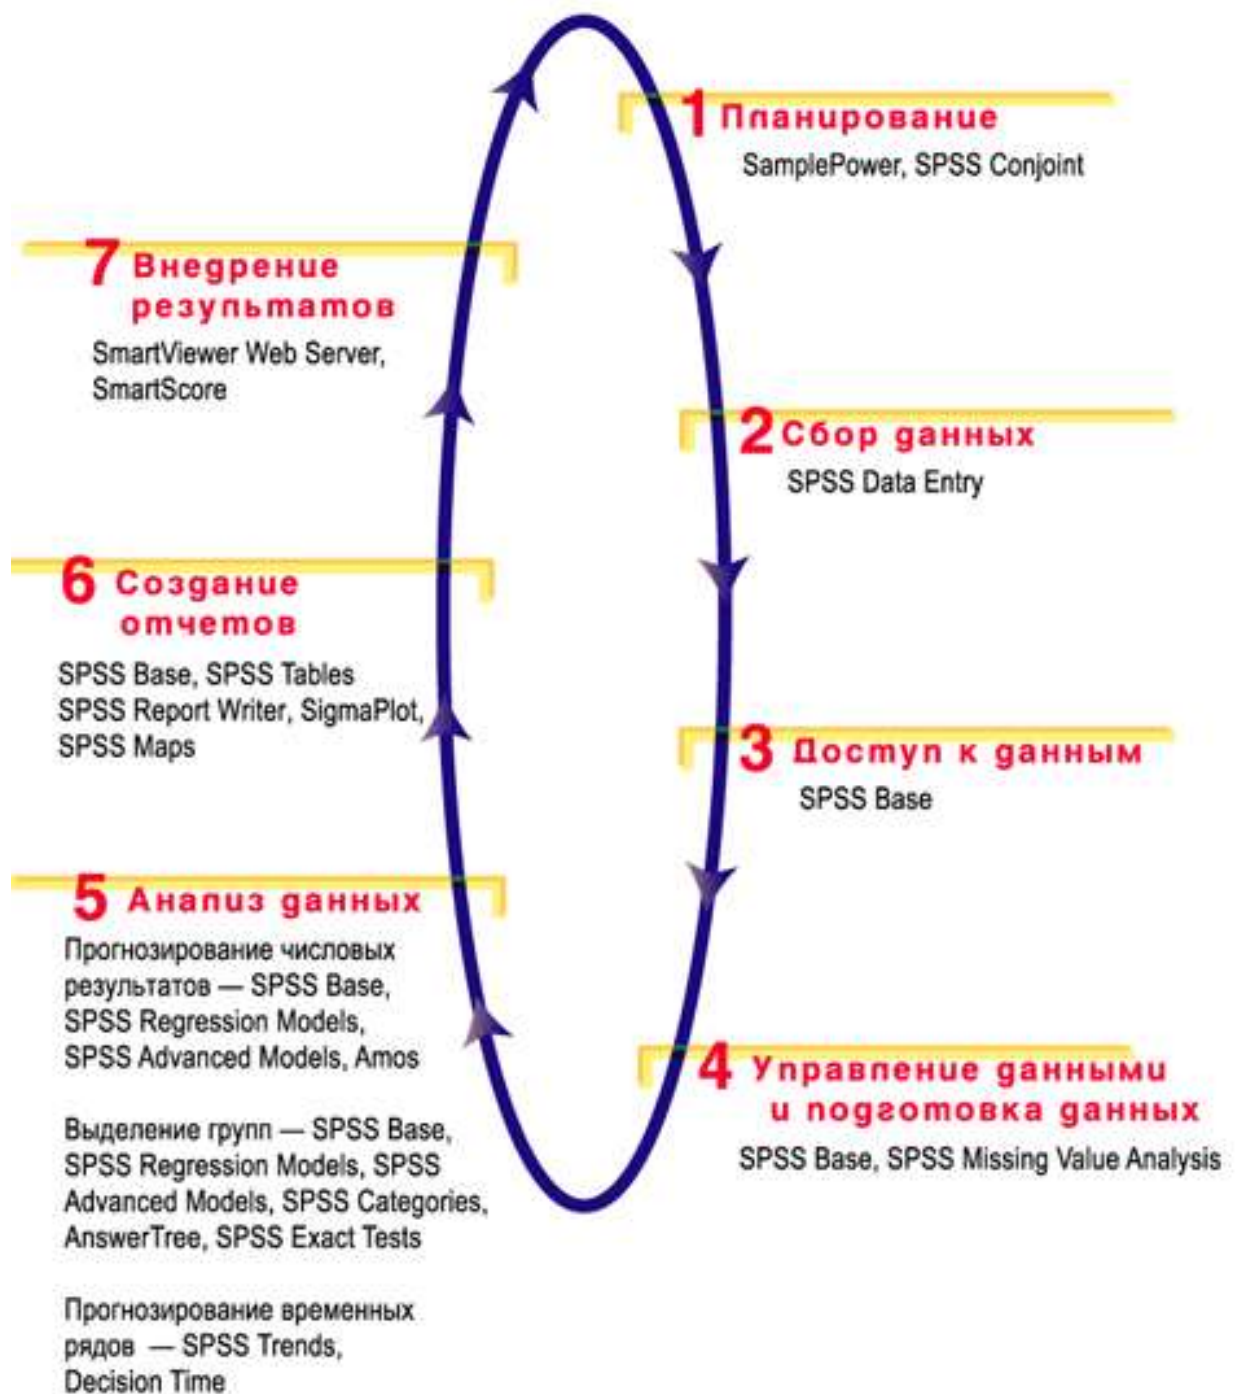 1 Планирование
SamplePower, SPSS Conjoint
2 Сбор данных
SPSS Data Entry
3 Доступ к данным
SPSS Base
4 Управление данными
и подготовка данных
SPSS Base, SPSS Missing Value Analysis
5 Анализ данных
Прогнозирование числовых
результатов — SPSS Base,
SPSS Regression Models,
SPSS Advanced Models, Amos
Выделение групп — SPSS Base,
SPSS Regression Models, SPSS
Advanced Models, SPSS Categories,
AnswerTree, SPSS Exact Tests
Прогнозирование временных
рядов — SPSS Trends,
Decision Time
6 Создание
отчетов
SPSS Base, SPSS Tables
SPSS Report Writer, SigmaPlot,
SPSS Maps
7 Внедрение
результатов
SmartViewer Web Server,
SmartScore